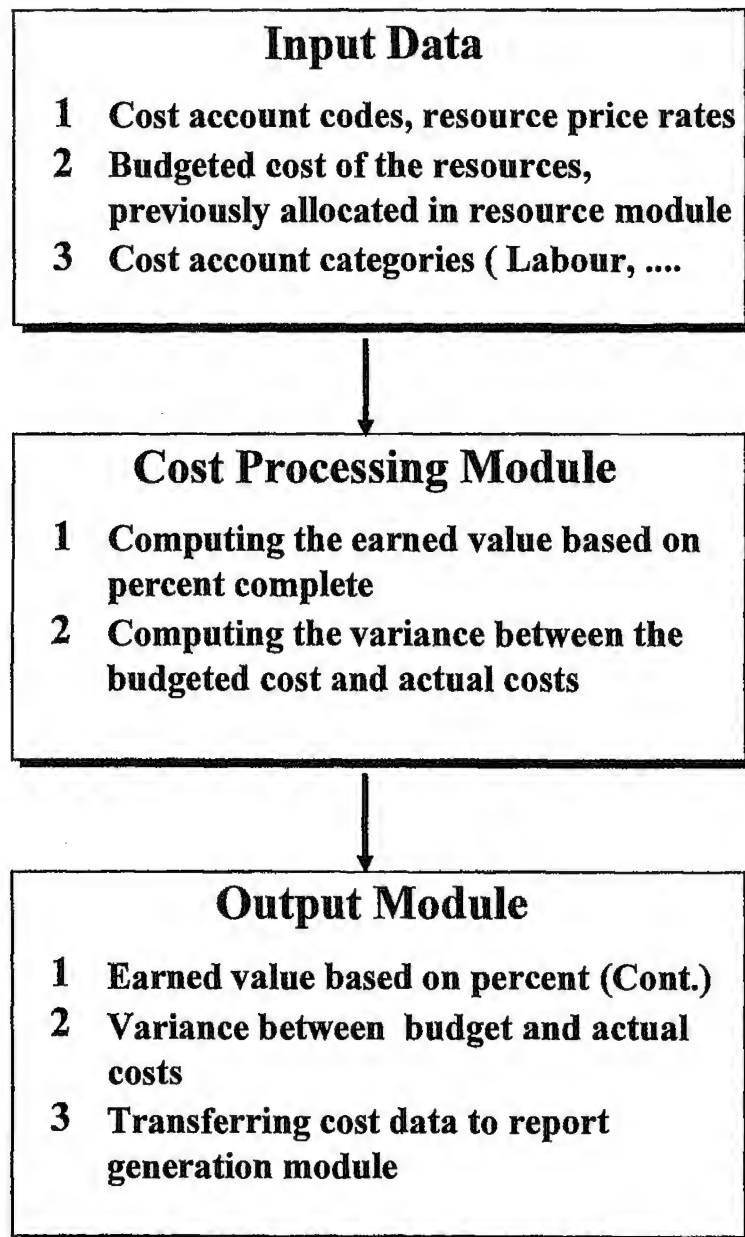 Input Data
1 Cost account codes, resource price rates
2 Budgeted cost of the resources,
previously allocated in resource module
3 Cost account categories ( Labour, ....
Cost Processing Module
1 Computing the earned value based on
percent complete
2 Computing the variance between the
budgeted cost and actual costs
Output Module
1 Earned value based on percent (Cont.)
2 Variance between budget and actual
costs
3 Transferring cost data to report
generation module